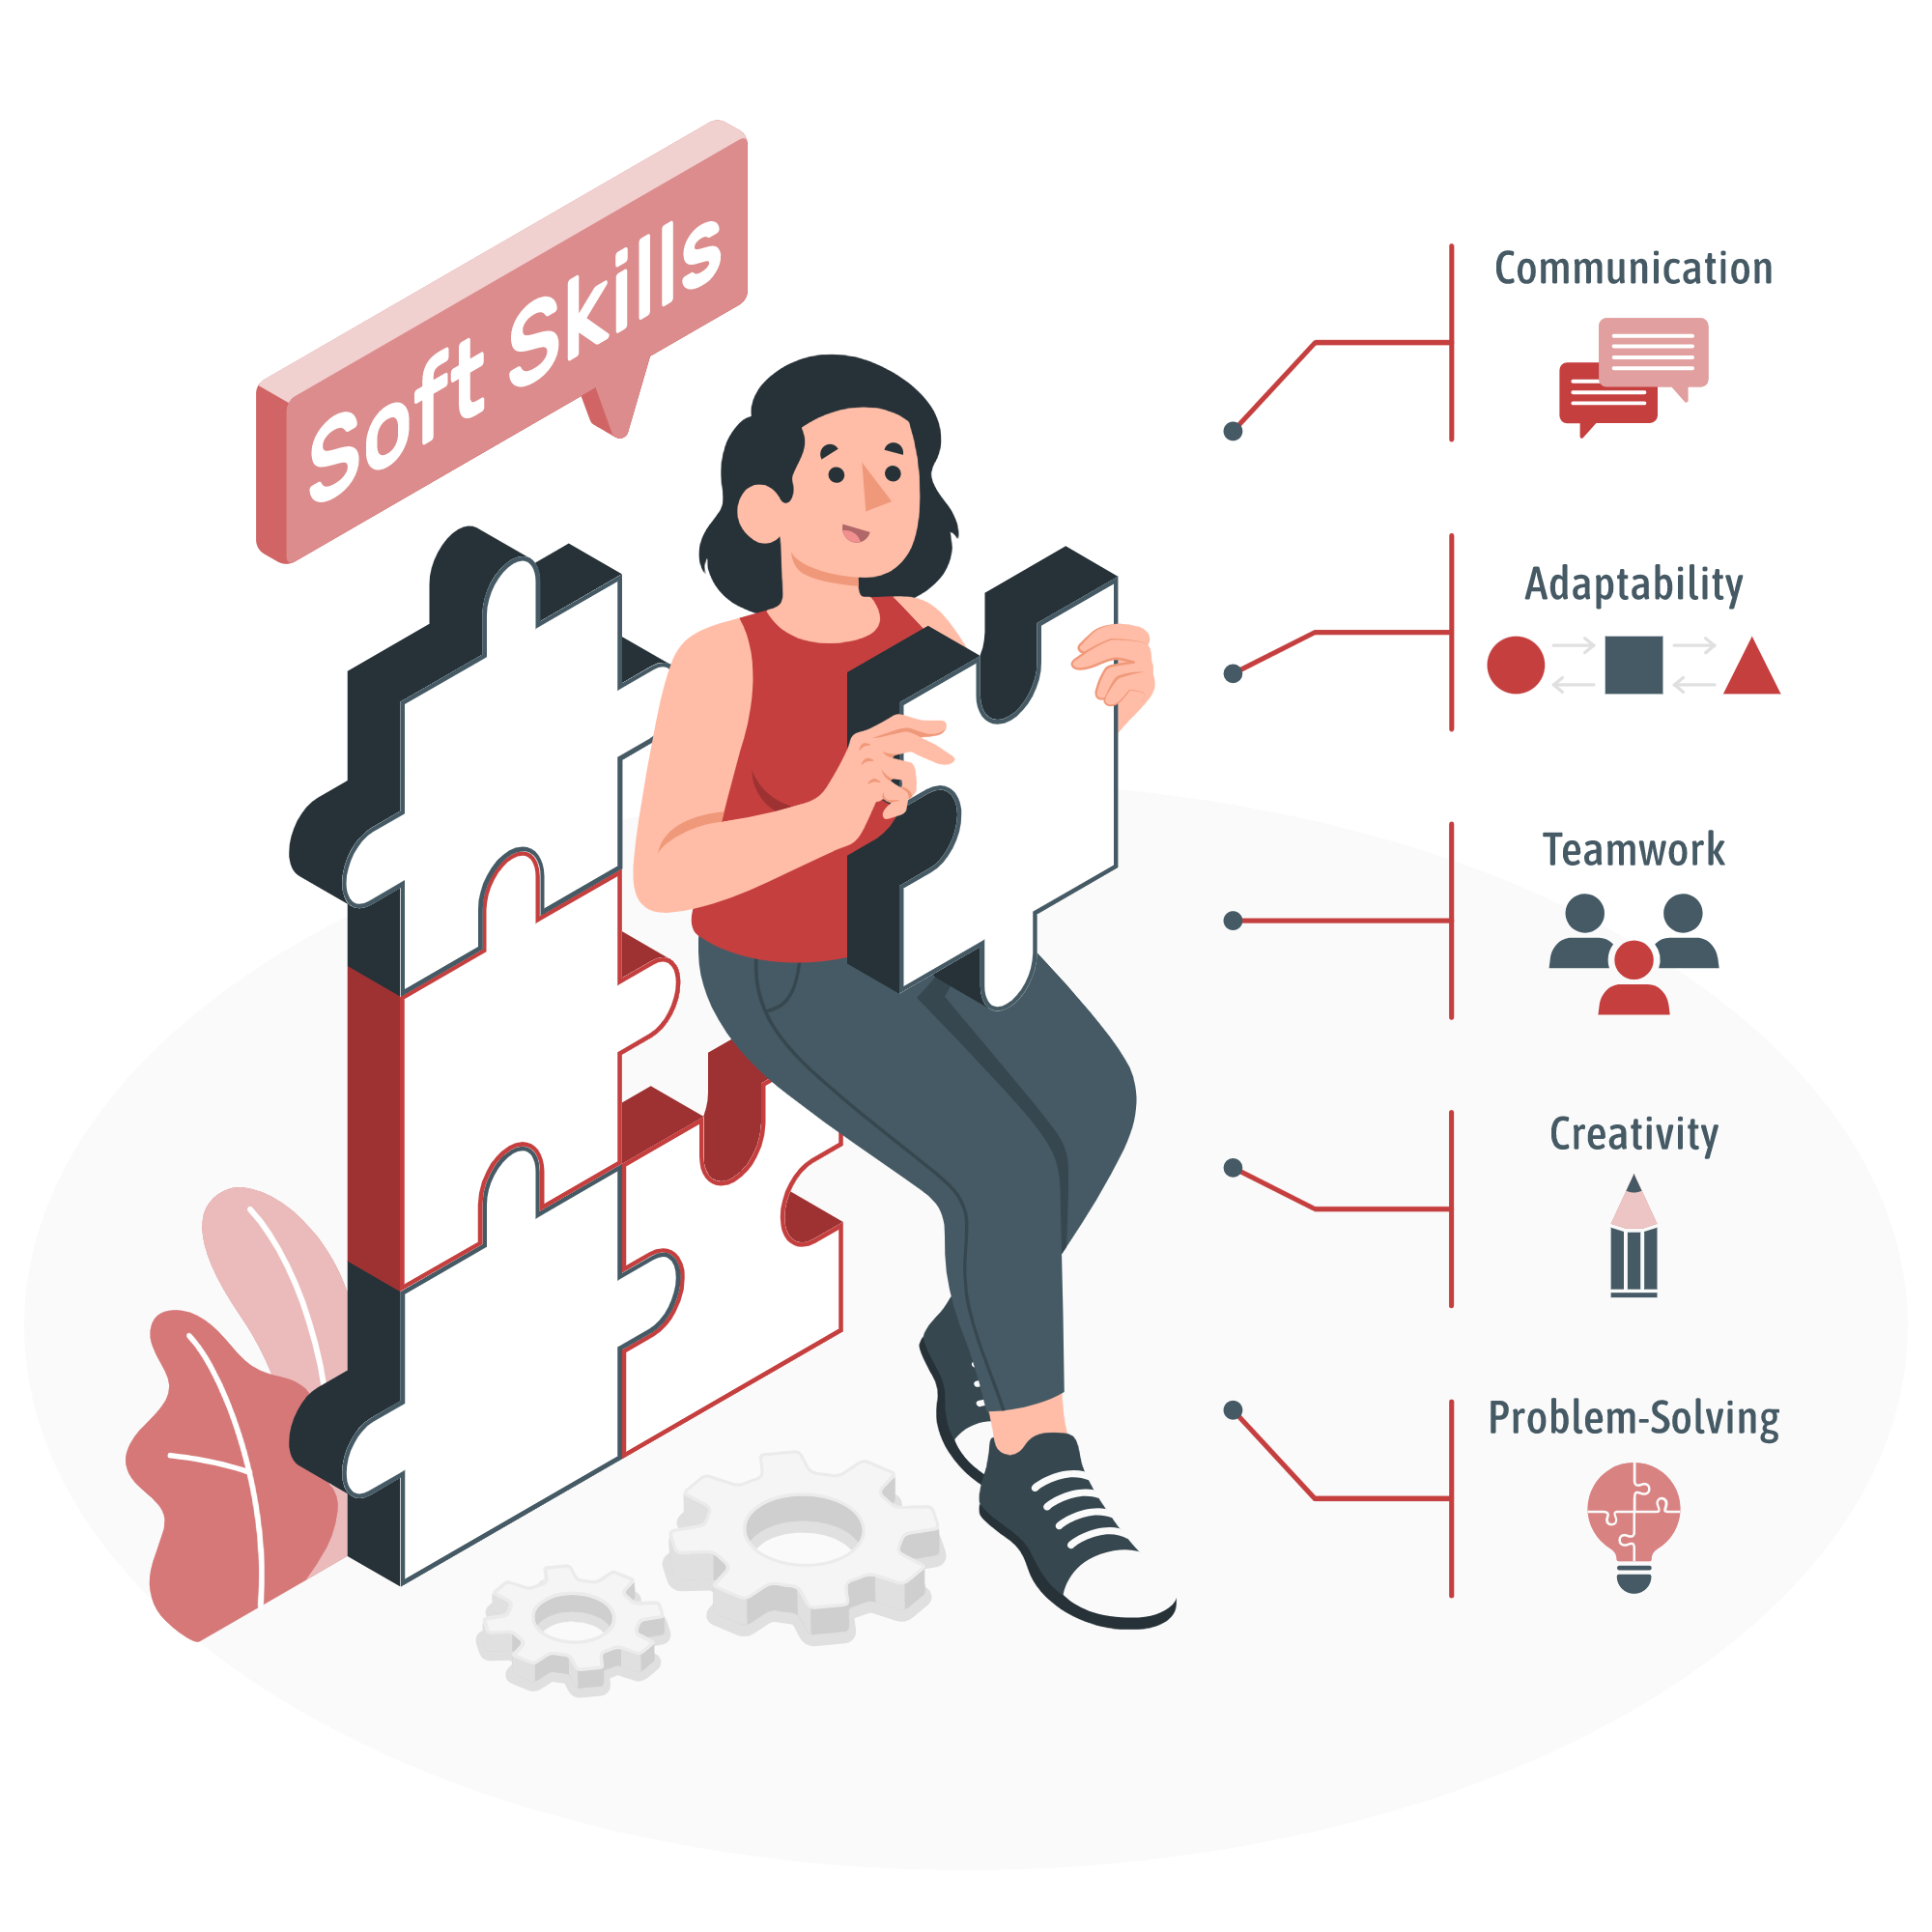 Soft Skills
Communication
Adaptability
Teamwork
Creativity
Problem-Solving